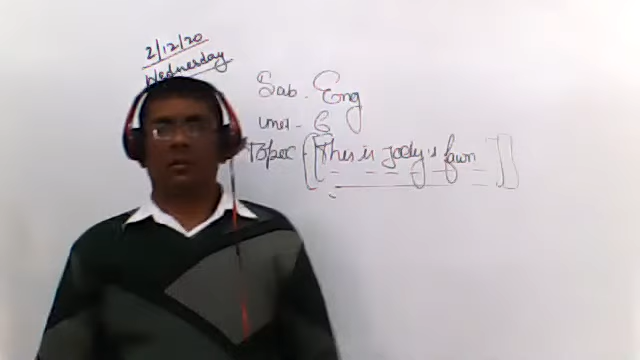 2/12/20
Wednesday
Sub. Eng
Unit - 6
Topic - [[This is Jody's fawn]]